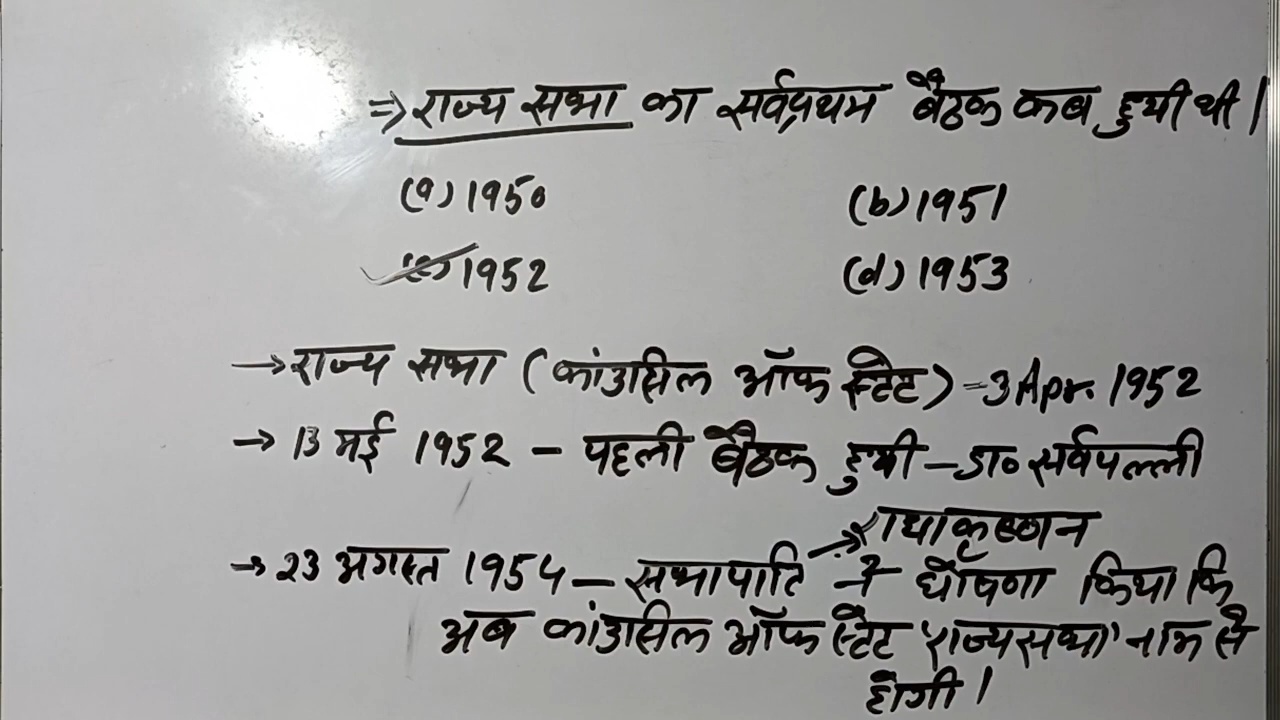 ⇒ राज्य सभा का सर्वप्रथम बैठक कब हुयी थी।
(a) 1950 (b) 1951
(c) 1952 (d) 1953
→ राज्य सभा (कांउसिल ऑफ स्टेट) = 3 Apr. 1952
→ 13 मई 1952 – पहली बैठक हुयी – डा० सर्वपल्ली
राधाकृष्णन
→ 23 अगस्त 1954 – सभापति ने घोषणा किया कि
अब कांउसिल ऑफ स्टेट 'राज्यसभा' नाम से
होगी।